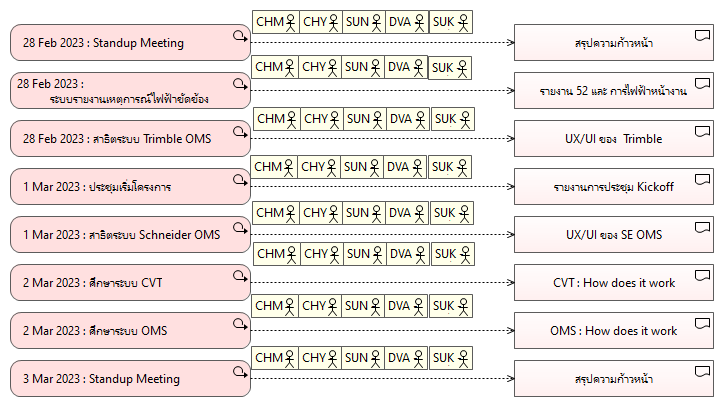 CHM CHY SUN DVA SUK
28 Feb 2023 : Standup Meeting
สรุปความก้าวหน้า
CHM CHY SUN DVA SUK
28 Feb 2023 :
ระบบรายงานเหตุการณ์ไฟฟ้าขัดข้อง
รายงาน 52 และ การไฟฟ้าหน้างาน
CHM CHY SUN DVA SUK
28 Feb 2023 : สาธิตระบบ Trimble OMS
UX/UI ของ Trimble
CHM CHY SUN DVA SUK
1 Mar 2023 : ประชุมเริ่มโครงการ
รายงานการประชุม Kickoff
CHM CHY SUN DVA SUK
1 Mar 2023 : สาธิตระบบ Schneider OMS
UX/UI ของ SE OMS
CHM CHY SUN DVA SUK
2 Mar 2023 : ศึกษาระบบ CVT
CVT : How does it work
CHM CHY SUN DVA SUK
2 Mar 2023 : ศึกษาระบบ OMS
OMS : How does it work
CHM CHY SUN DVA SUK
3 Mar 2023 : Standup Meeting
สรุปความก้าวหน้า